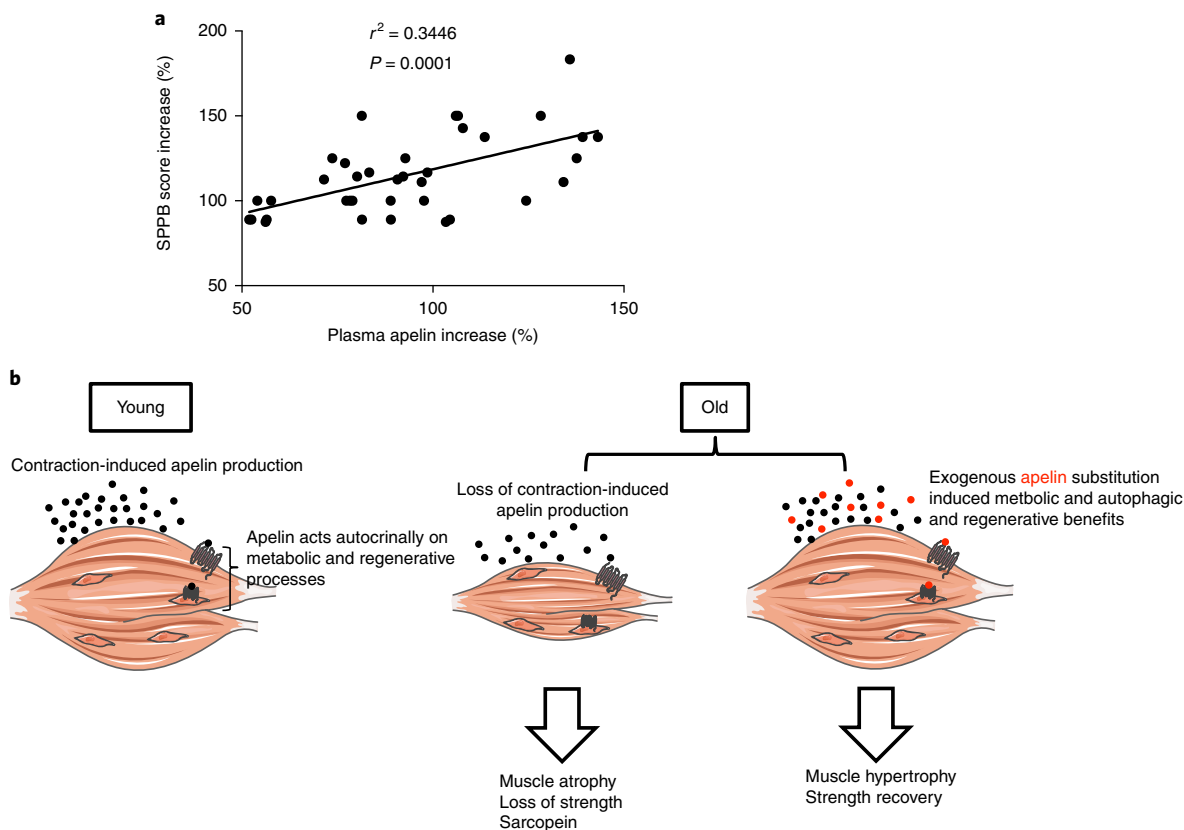 a
r² = 0.3446
P = 0.0001
SPPB score increase (%)
200
150
100
50
50
100
150
Plasma apelin increase (%)
b
Young
Contraction-induced apelin production
Apelin acts autocrinally on
metabolic and regenerative
processes
Old
Loss of contraction-induced
apelin production
Exogenous apelin substitution
induced metbolic and autophagic
and regenerative benefits
Muscle atrophy
Loss of strength
Sarcopein
Muscle hypertrophy
Strength recovery